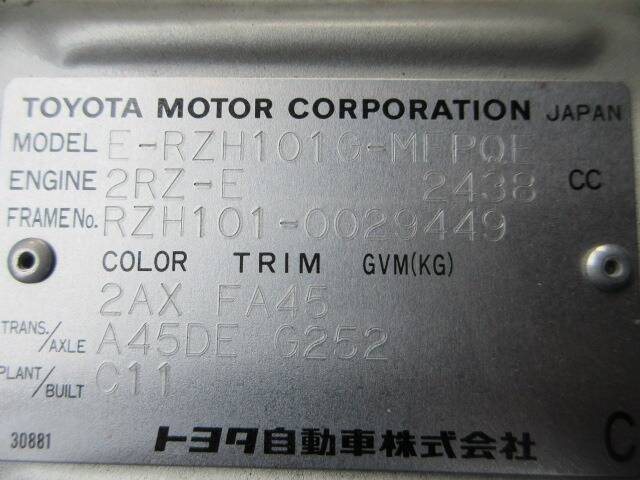 TOYOTA MOTOR CORPORATION JAPAN
MODEL E-RZH101G-MEPQE
ENGINE 2RZ-E 2438 CC
FRAME No. RZH101-0029449
COLOR TRIM GVM(KG)
2AX FA45
TRANS./AXLE A45DE G252
PLANT/BUILT C11
30881 トヨタ自動車株式会社 C